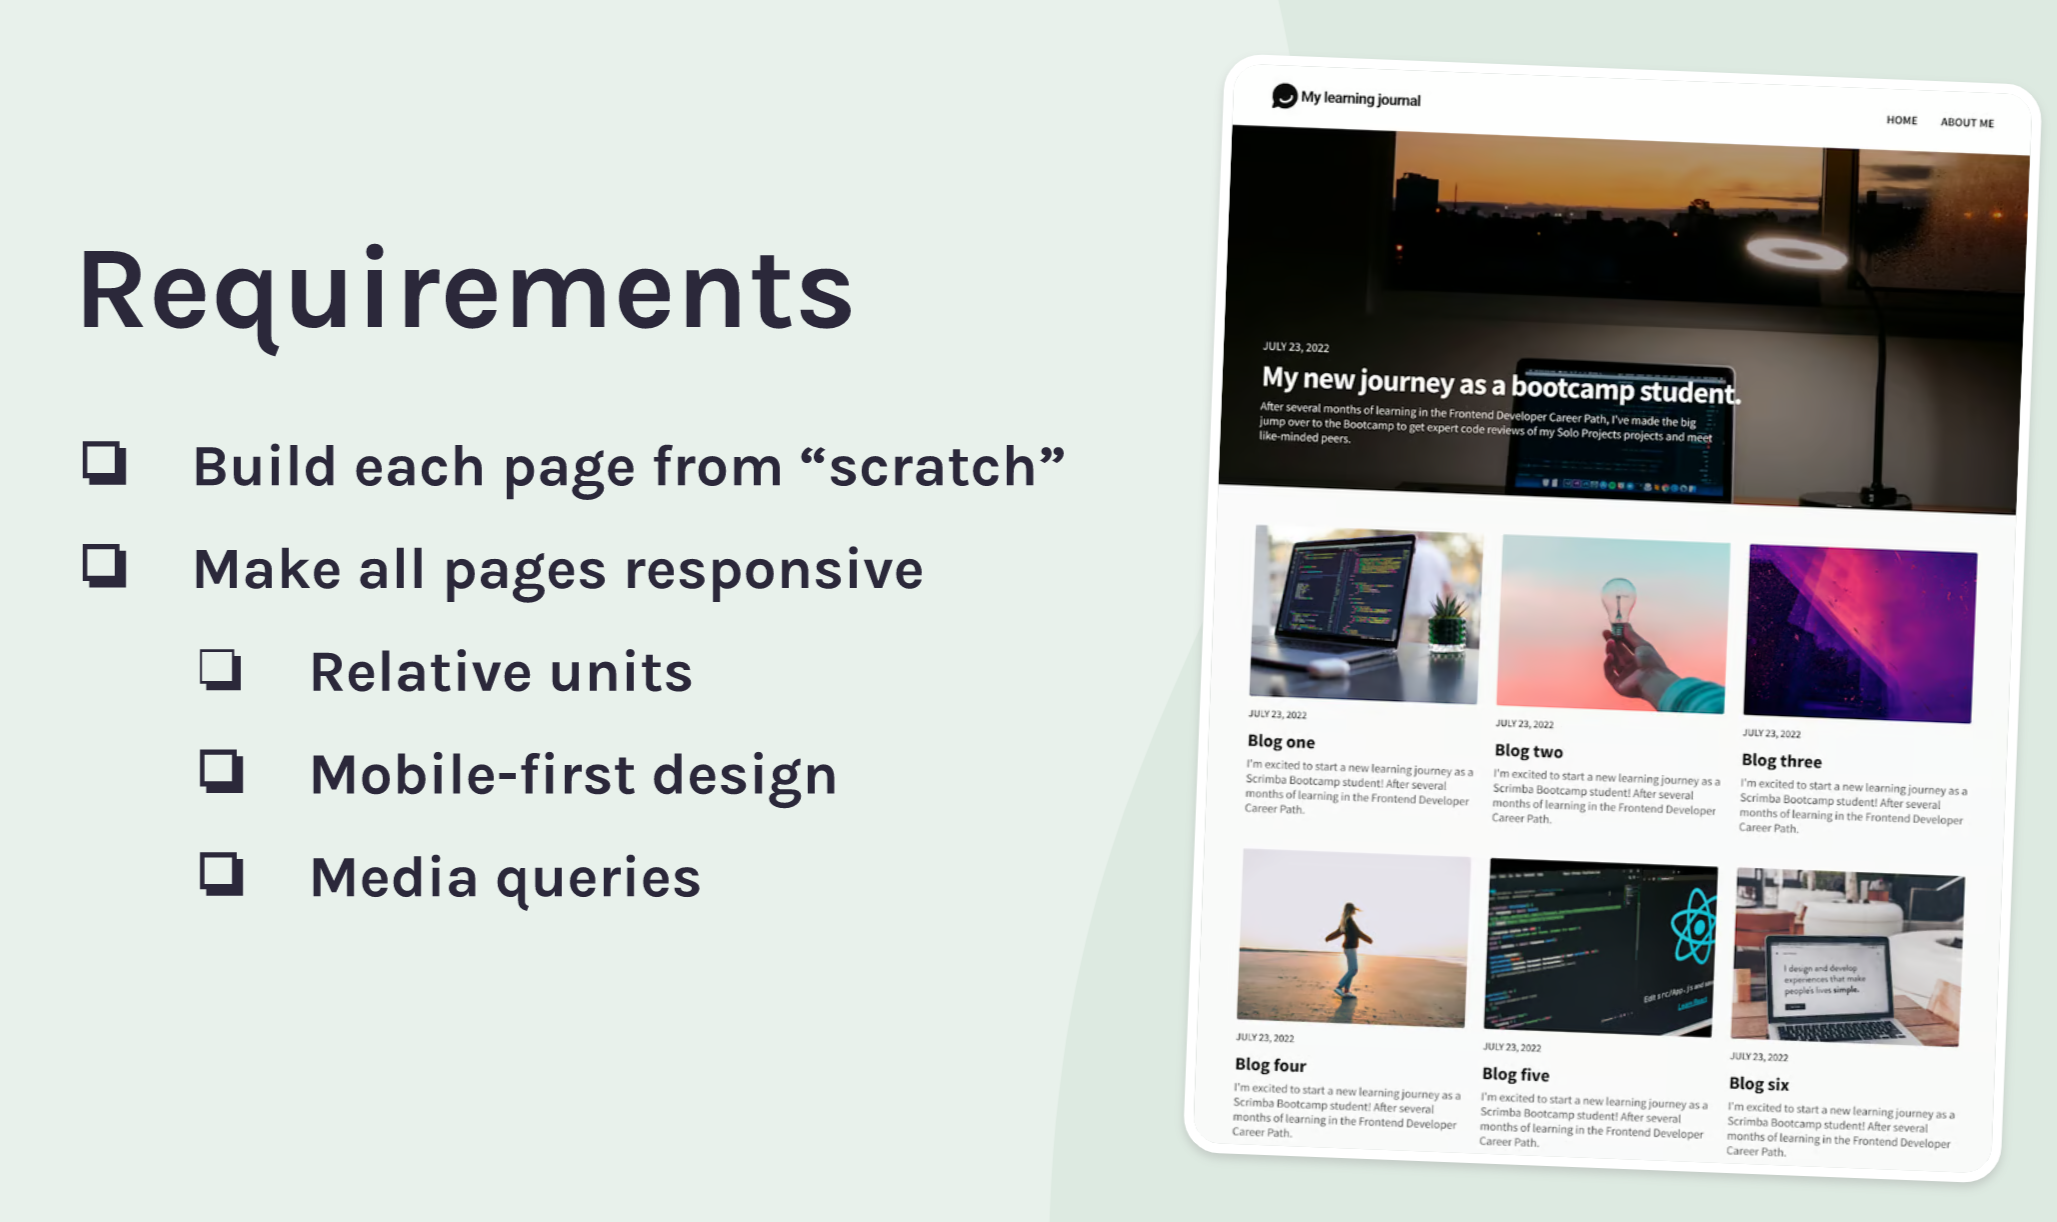 Requirements
Build each page from “scratch”
Make all pages responsive
Relative units
Mobile-first design
Media queries
My learning journal
HOME
ABOUT ME
JULY 23, 2022
My new journey as a bootcamp student.
After several months of learning in the Frontend Developer Career Path, I've made the big
jump over to the Bootcamp to get expert code reviews of my Solo Projects projects and meet
like-minded peers.
JULY 23, 2022
Blog one
I'm excited to start a new learning journey as a
Scrimba Bootcamp student! After several
months of learning in the Frontend Developer
Career Path.
JULY 23, 2022
Blog two
I'm excited to start a new learning journey as a
Scrimba Bootcamp student! After several
months of learning in the Frontend Developer
Career Path.
JULY 23, 2022
Blog three
I'm excited to start a new learning journey as a
Scrimba Bootcamp student! After several
months of learning in the Frontend Developer
Career Path.
Edit src/App.js and
Learn React
I design and develop
experiences that make
people's lives simple.
JULY 23, 2022
Blog four
I'm excited to start a new learning journey as a
Scrimba Bootcamp student! After several
months of learning in the Frontend Developer
Career Path.
JULY 23, 2022
Blog five
I'm excited to start a new learning journey as a
Scrimba Bootcamp student! After several
months of learning in the Frontend Developer
Career Path.
JULY 23, 2022
Blog six
I'm excited to start a new learning journey as a
Scrimba Bootcamp student! After several
months of learning in the Frontend Developer
Career Path.